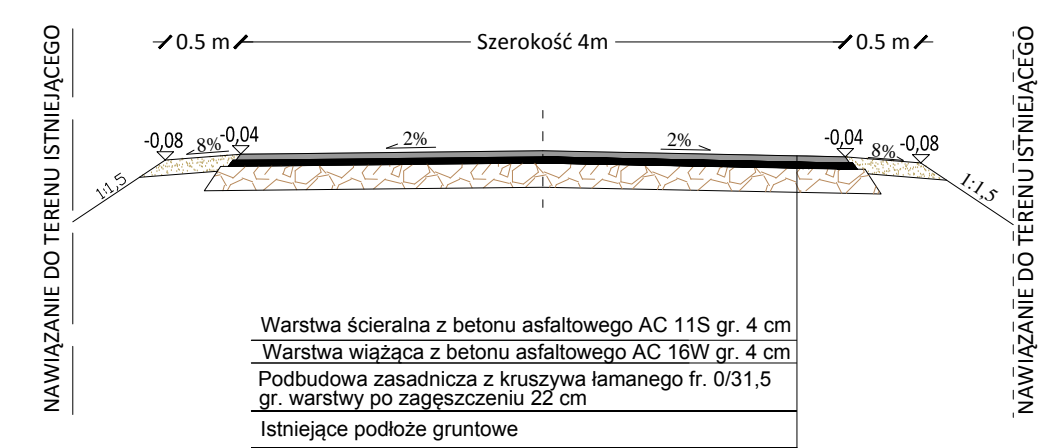 0.5 m
Szerokość 4m
0.5 m
NAWIĄZANIE DO TERENU ISTNIEJĄCEGO
-0,08
8%
-0,04
2%
2%
-0,04
8%
-0,08
1:1,5
1:1,5
NAWIĄZANIE DO TERENU ISTNIEJĄCEGO
Warstwa ścieralna z betonu asfaltowego AC 11S gr. 4 cm
Warstwa wiążąca z betonu asfaltowego AC 16W gr. 4 cm
Podbudowa zasadnicza z kruszywa łamanego fr. 0/31,5
gr. warstwy po zagęszczeniu 22 cm
Istniejące podłoże gruntowe